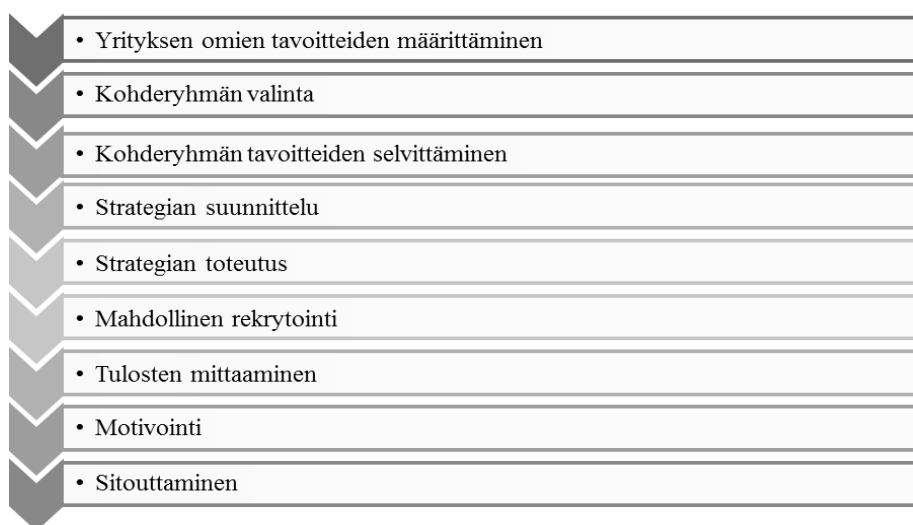 • Yrityksen omien tavoitteiden määrittäminen
• Kohderyhmän valinta
• Kohderyhmän tavoitteiden selvittäminen
• Strategian suunnittelu
• Strategian toteutus
• Mahdollinen rekrytointi
• Tulosten mittaaminen
• Motivointi
• Sitouttaminen